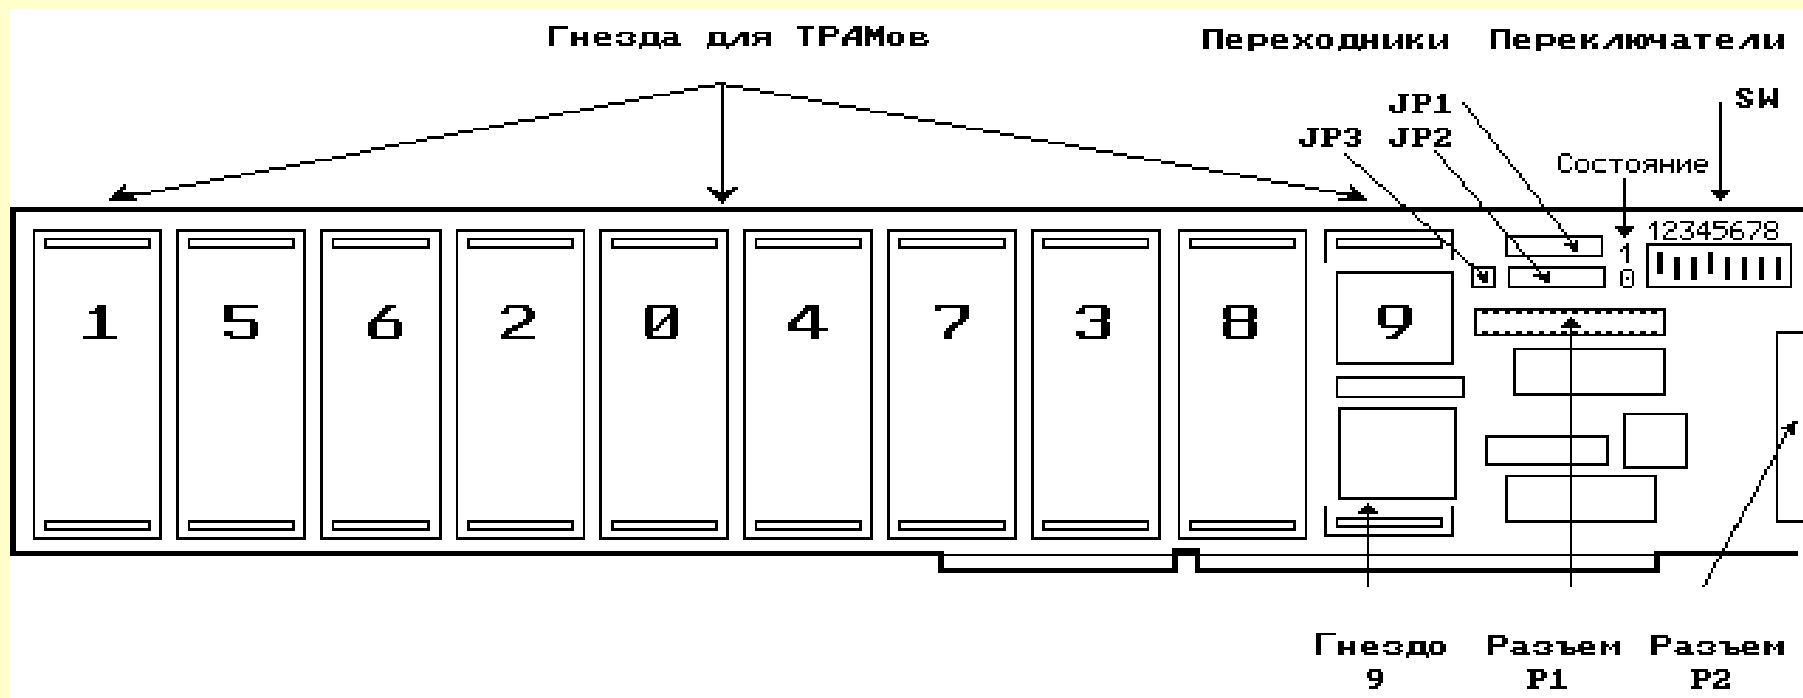 Гнезда для ТРАМов
Переходники Переключатели
JP1 SW
JP3 JP2
Состояние
12345678
1
0
1 5 6 2 0 4 7 3 8 9
Гнездо Разъем Разъем
9 P1 P2